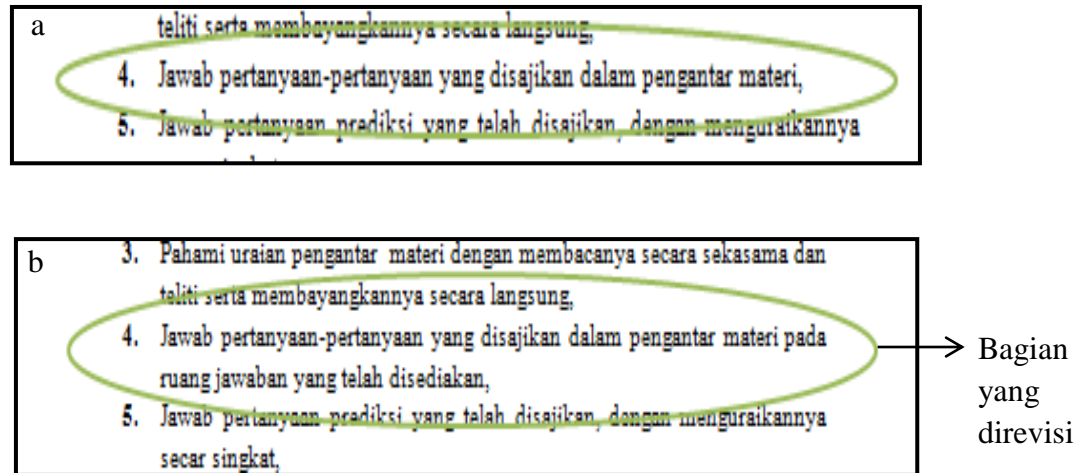 a
teliti serta membayangkannya secara langsung,
4. Jawab pertanyaan-pertanyaan yang disajikan dalam pengantar materi,
5. Jawab pertanyaan prediksi yang telah disajikan, dengan menguraikannya
b
3. Pahami uraian pengantar materi dengan membacanya secara sekasama dan
teliti serta membayangkannya secara langsung,
4. Jawab pertanyaan-pertanyaan yang disajikan dalam pengantar materi pada
ruang jawaban yang telah disediakan,
5. Jawab pertanyaan prediksi yang telah disajikan, dengan menguraikannya
secar singkat,
Bagian
yang
direvisi